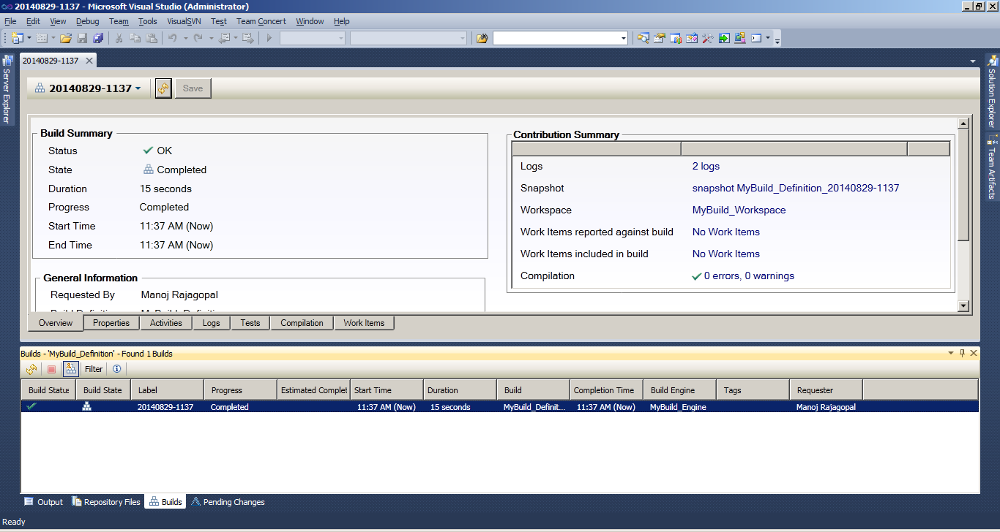 20140829-1137 - Microsoft Visual Studio (Administrator)
File Edit View Debug Team Tools VisualSVN Test Team Concert Window Help
20140829-1137
Server Explorer
Solution Explorer
Team Artifacts
20140829-1137 Save
Build Summary
Status OK
State Completed
Duration 15 seconds
Progress Completed
Start Time 11:37 AM (Now)
End Time 11:37 AM (Now)
General Information
Requested By Manoj Rajagopal
Build Definition MyBuild_Definition
Contribution Summary
Logs 2 logs
Snapshot snapshot MyBuild_Definition_20140829-1137
Workspace MyBuild_Workspace
Work Items reported against build No Work Items
Work Items included in build No Work Items
Compilation 0 errors, 0 warnings
Overview Properties Activities Logs Tests Compilation Work Items
Builds - 'MyBuild_Definition' - Found 1 Builds
Filter
Build Status Build State Label Progress Estimated Complet Start Time Duration Build Completion Time Build Engine Tags Requester
20140829-1137 Completed 11:37 AM (Now) 15 seconds MyBuild_Definit... 11:37 AM (Now) MyBuild_Engine Manoj Rajagopal
Output Repository Files Builds Pending Changes
Ready